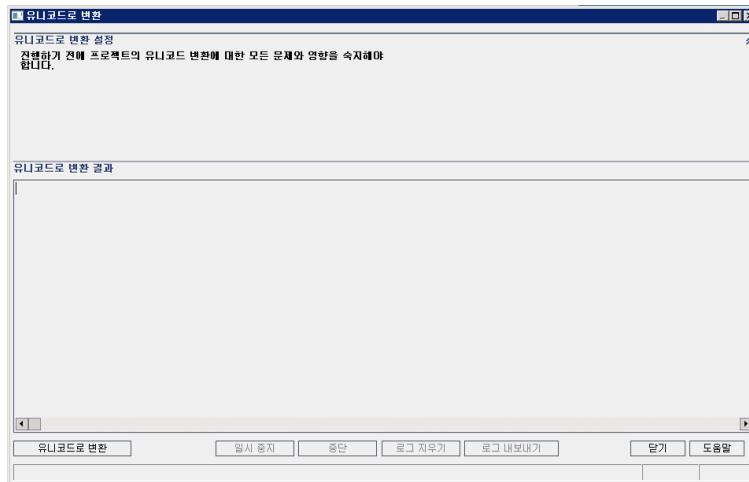 유니코드로 변환
유니코드로 변환 설정
진행하기 전에 프로젝트의 유니코드 변환에 대한 모든 문제와 영향을 숙지해야
합니다.
유니코드로 변환 결과
유니코드로 변환
일시 중지
중단
로그 지우기
로그 내보내기
닫기
도움말